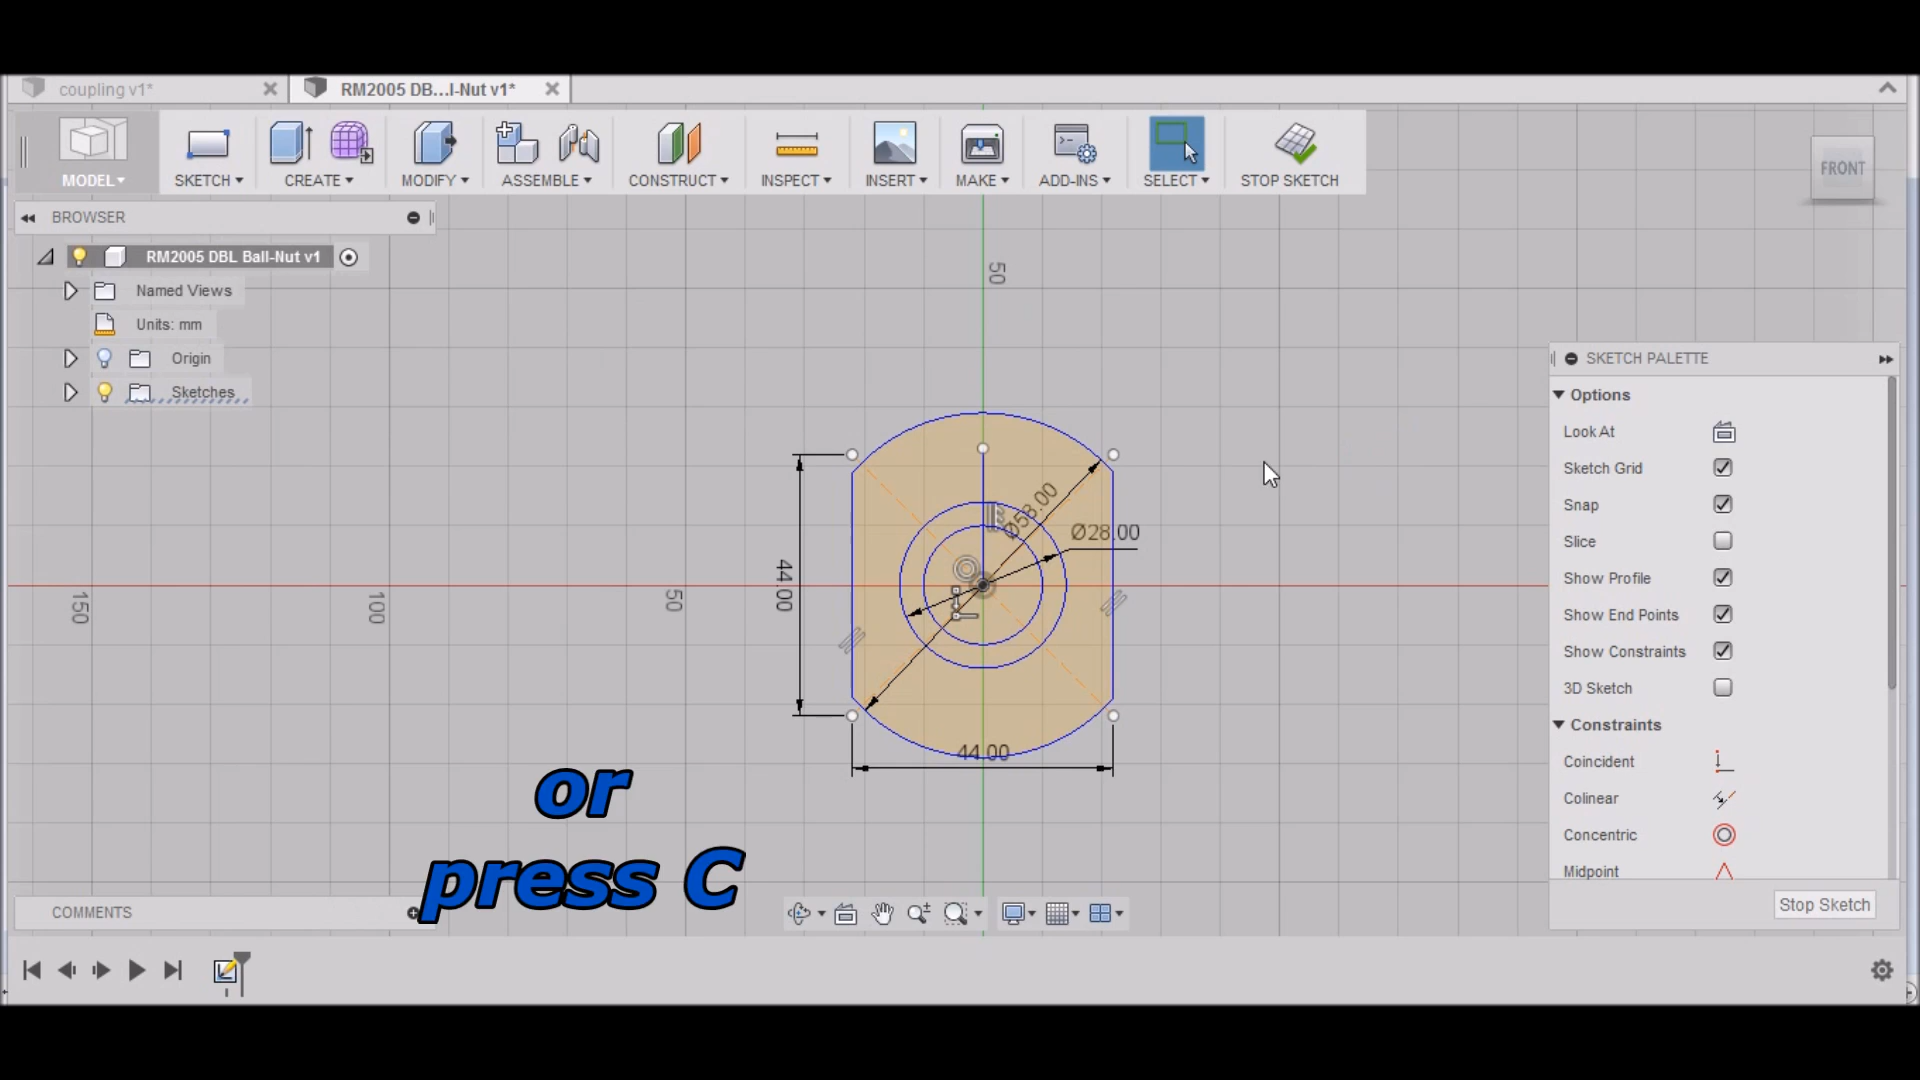 coupling v1*
RM2005 DB...l-Nut v1*
MODEL
SKETCH
CREATE
MODIFY
ASSEMBLE
CONSTRUCT
INSPECT
INSERT
MAKE
ADD-INS
SELECT
STOP SKETCH
FRONT
BROWSER
RM2005 DBL Ball-Nut v1
Named Views
Units: mm
Origin
Sketches
50
150
100
50
44.00
Ø58.00
Ø28.00
44.00
SKETCH PALETTE
Options
Look At
Sketch Grid
Snap
Slice
Show Profile
Show End Points
Show Constraints
3D Sketch
Constraints
Coincident
Colinear
Concentric
Midpoint
Stop Sketch
or
press C
COMMENTS